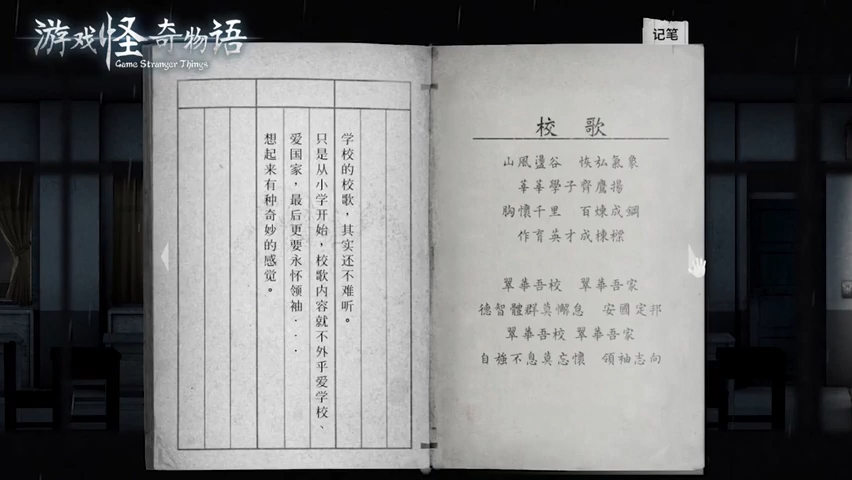 游戏怪奇物语
Game Stranger Things
记笔
学校的校歌，其实还不难听。
只是从小学开始，校歌内容就不外乎爱学校、
爱国家，最后更要永怀领袖...
想起来有种奇妙的感觉。
校 歌
山風盪谷 恢弘氣象
莘莘學子齊鷹揚
胸懷千里 百煉成鋼
作育英才成棟樑
翠華吾校 翠華吾家
德智體群莫懈息 安國定邦
翠華吾校 翠華吾家
自強不息莫忘懷 領袖志向